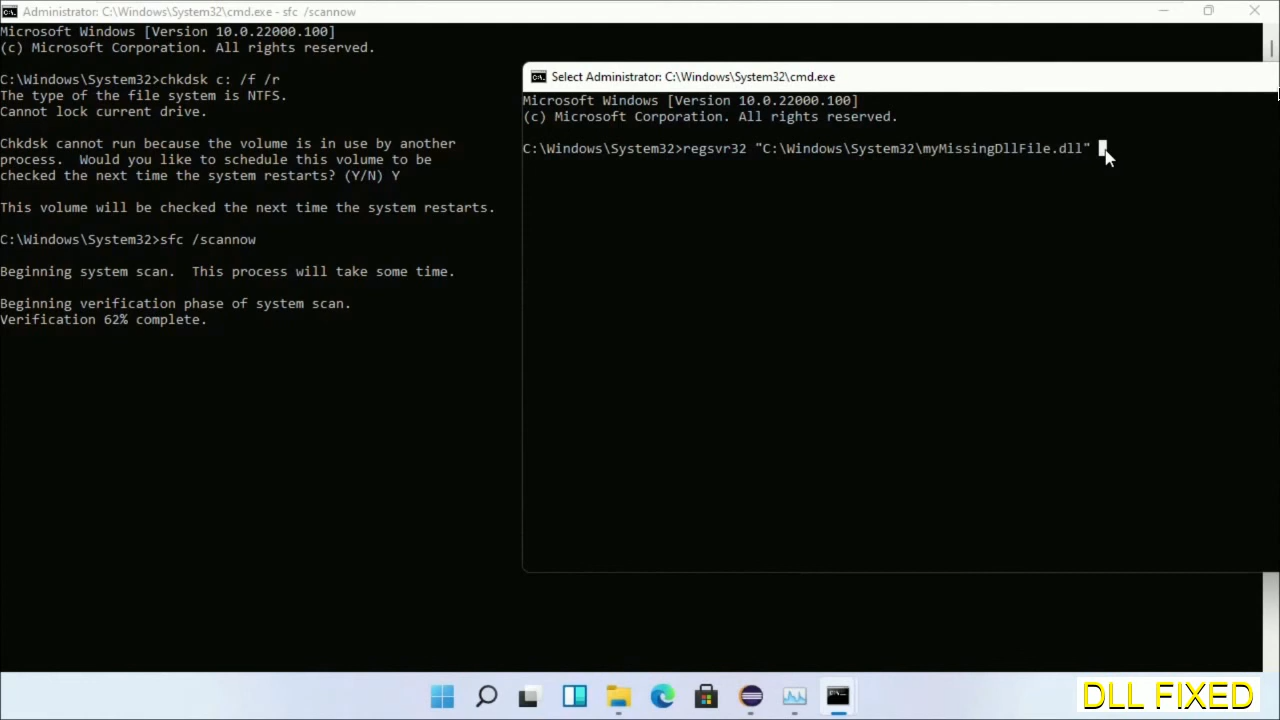 Administrator: C:\Windows\System32\cmd.exe - sfc /scannow
Microsoft Windows [Version 10.0.22000.100]
(c) Microsoft Corporation. All rights reserved.
C:\Windows\System32>chkdsk c: /f /r
The type of the file system is NTFS.
Cannot lock current drive.
Chkdsk cannot run because the volume is in use by another
process.  Would you like to schedule this volume to be
checked the next time the system restarts? (Y/N) Y
This volume will be checked the next time the system restarts.
C:\Windows\System32>sfc /scannow
Beginning system scan.  This process will take some time.
Beginning verification phase of system scan.
Verification 62% complete.
Select Administrator: C:\Windows\System32\cmd.exe
Microsoft Windows [Version 10.0.22000.100]
(c) Microsoft Corporation. All rights reserved.
C:\Windows\System32>regsvr32 "C:\Windows\System32\myMissingDllFile.dll"
DLL FIXED